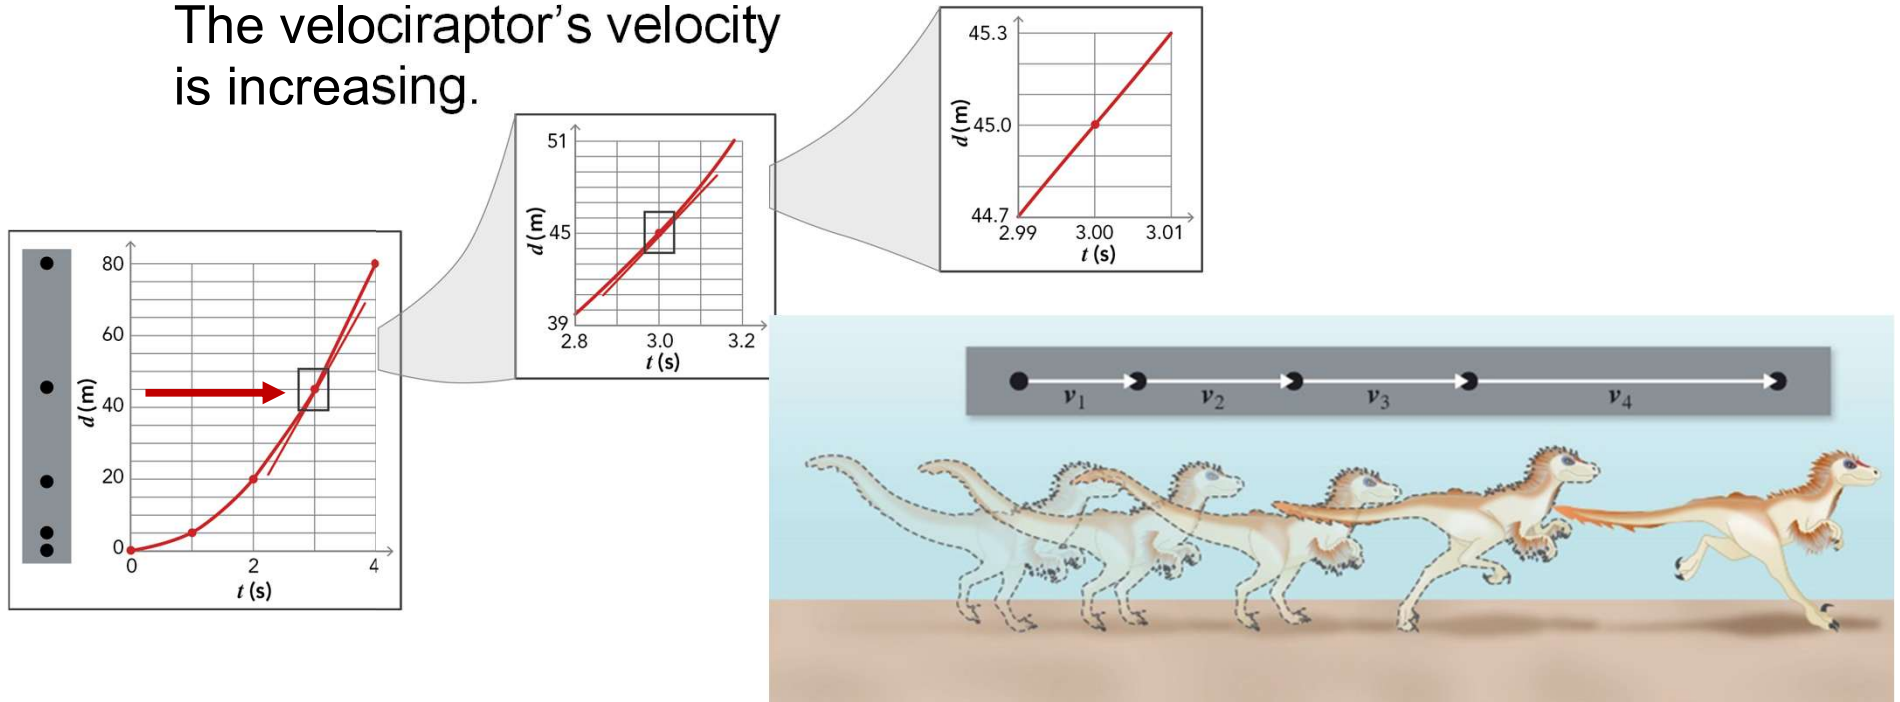 The velociraptor’s velocity
is increasing.
80
60
40
20
0
d (m)
0 2 4
t (s)
51
45
39
d (m)
2.8 3.0 3.2
t (s)
45.3
45.0
44.7
d (m)
2.99 3.00 3.01
t (s)
v₁ v₂ v₃ v₄